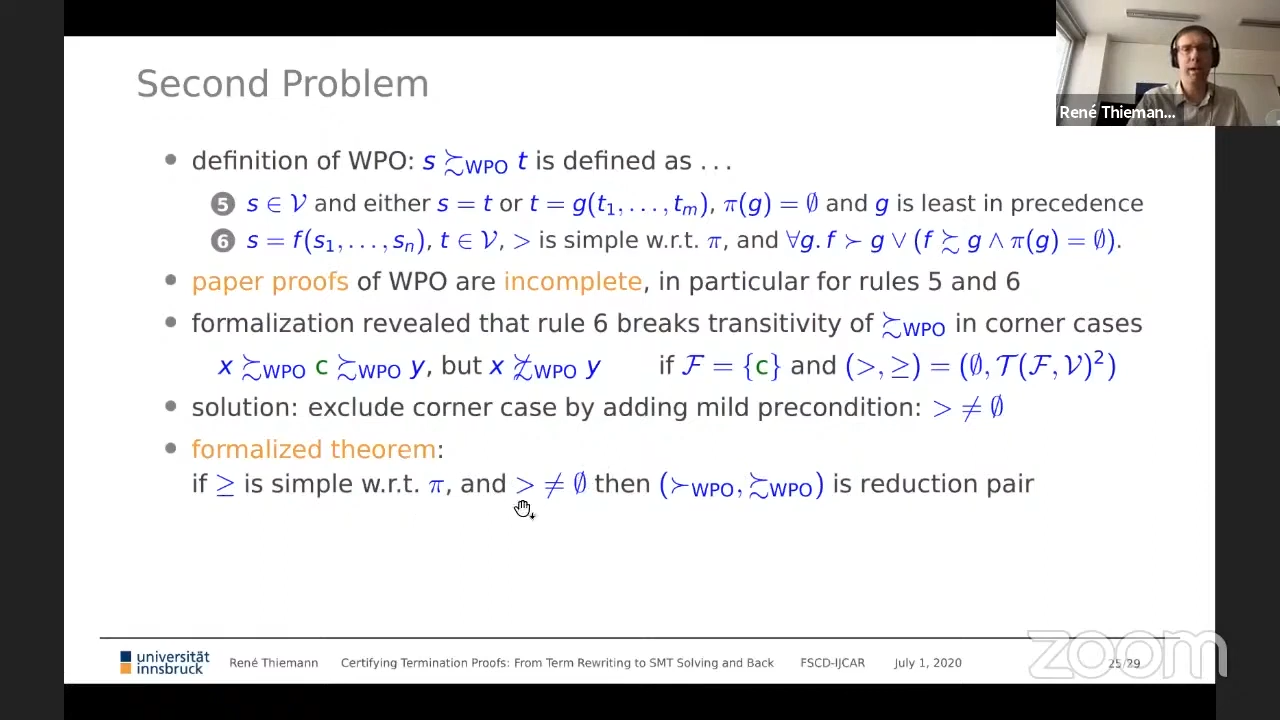 Second Problem
René Thieman...
• definition of WPO: s ≿WPO t is defined as . . .
5 s ∈ V and either s = t or t = g(t1, . . . , tm), π(g) = ∅ and g is least in precedence
6 s = f(s1, . . . , sn), t ∈ V, > is simple w.r.t. π, and ∀g. f ≻ g ∨ (f ≿ g ∧ π(g) = ∅).
• paper proofs of WPO are incomplete, in particular for rules 5 and 6
• formalization revealed that rule 6 breaks transitivity of ≿WPO in corner cases
x ≿WPO c ≿WPO y, but x ⋡WPO y if F = {c} and (>, ≥) = (∅, T(F, V)²)
• solution: exclude corner case by adding mild precondition: > ≠ ∅
• formalized theorem:
if ≥ is simple w.r.t. π, and > ≠ ∅ then (≻WPO, ≿WPO) is reduction pair
universität
innsbruck
René Thiemann Certifying Termination Proofs: From Term Rewriting to SMT Solving and Back FSCD-IJCAR July 1, 2020 25/29
zoom